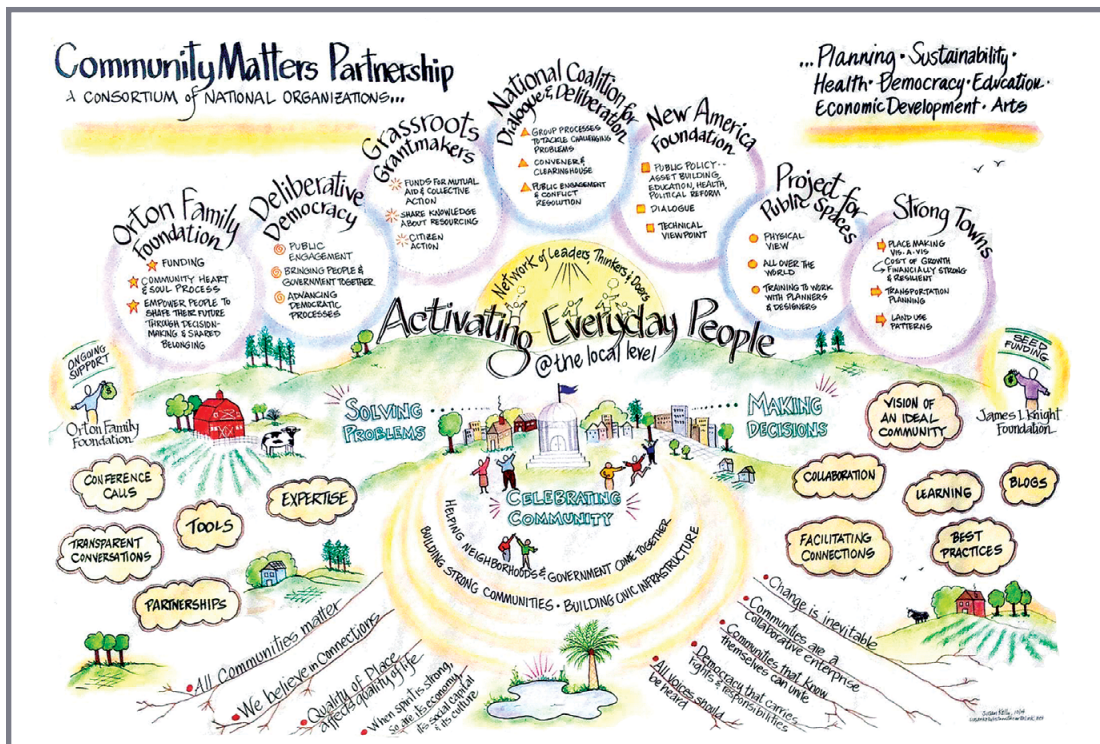 Community Matters Partnership
A CONSORTIUM of NATIONAL ORGANIZATIONS...
...Planning • Sustainability •
Health • Democracy • Education •
Economic Development • Arts
Orton Family
Foundation
FUNDING
COMMUNITY HEART
& SOUL PROCESS
EMPOWER PEOPLE TO
SHAPE THEIR FUTURE
THROUGH DECISION-
MAKING & SHARED
BELONGING
Deliberative
Democracy
PUBLIC
ENGAGEMENT
BRINGING PEOPLE &
GOVERNMENT TOGETHER
ADVANCING
DEMOCRATIC
PROCESSES
Grassroots
Grantmakers
FUNDS FOR MUTUAL
AID & COLLECTIVE
ACTION
SHARE KNOWLEDGE
ABOUT RESOURCING
CITIZEN
ACTION
National Coalition for
Dialogue & Deliberation
GROUP PROCESSES
TO TACKLE CHALLENGING
PROBLEMS
CONVENER &
CLEARINGHOUSE
PUBLIC ENGAGEMENT
& CONFLICT
RESOLUTION
New America
Foundation
PUBLIC POLICY--
ASSET BUILDING,
EDUCATION, HEALTH,
POLITICAL REFORM
DIALOGUE
TECHNICAL
VIEWPOINT
Project for
Public Spaces
PHYSICAL
VIEW
ALL OVER THE
WORLD
TRAINING TO WORK
WITH PLANNERS
& DESIGNERS
Strong Towns
PLACE MAKING
VIS-A-VIS
COST OF GROWTH
FINANCIALLY STRONG
& RESILIENT
TRANSPORTATION
PLANNING
LAND USE
PATTERNS
Network of Leaders, Thinkers & Doers
Activating Everyday People
@ the local level
ONGOING
SUPPORT
Orton Family
Foundation
SEED
FUNDING
James L Knight
Foundation
SOLVING
PROBLEMS
MAKING
DECISIONS
CELEBRATING
COMMUNITY
HELPING NEIGHBORHOODS & GOVERNMENT COME TOGETHER
BUILDING STRONG COMMUNITIES • BUILDING CIVIC INFRASTRUCTURE
CONFERENCE
CALLS
EXPERTISE
TOOLS
TRANSPARENT
CONVERSATIONS
PARTNERSHIPS
VISION OF
AN IDEAL
COMMUNITY
COLLABORATION
LEARNING
BLOGS
FACILITATING
CONNECTIONS
BEST
PRACTICES
All Communities matter
We believe in Connections
Quality of Place
affects quality of life
When spirit is strong,
So are its economy,
it's social capital
& its culture
All voices should
be heard
Democracy that carries
rights & responsibilities
Communities that know
themselves can unite
Communities are a
collaborative enterprise
Change is inevitable
Susan Kelly,